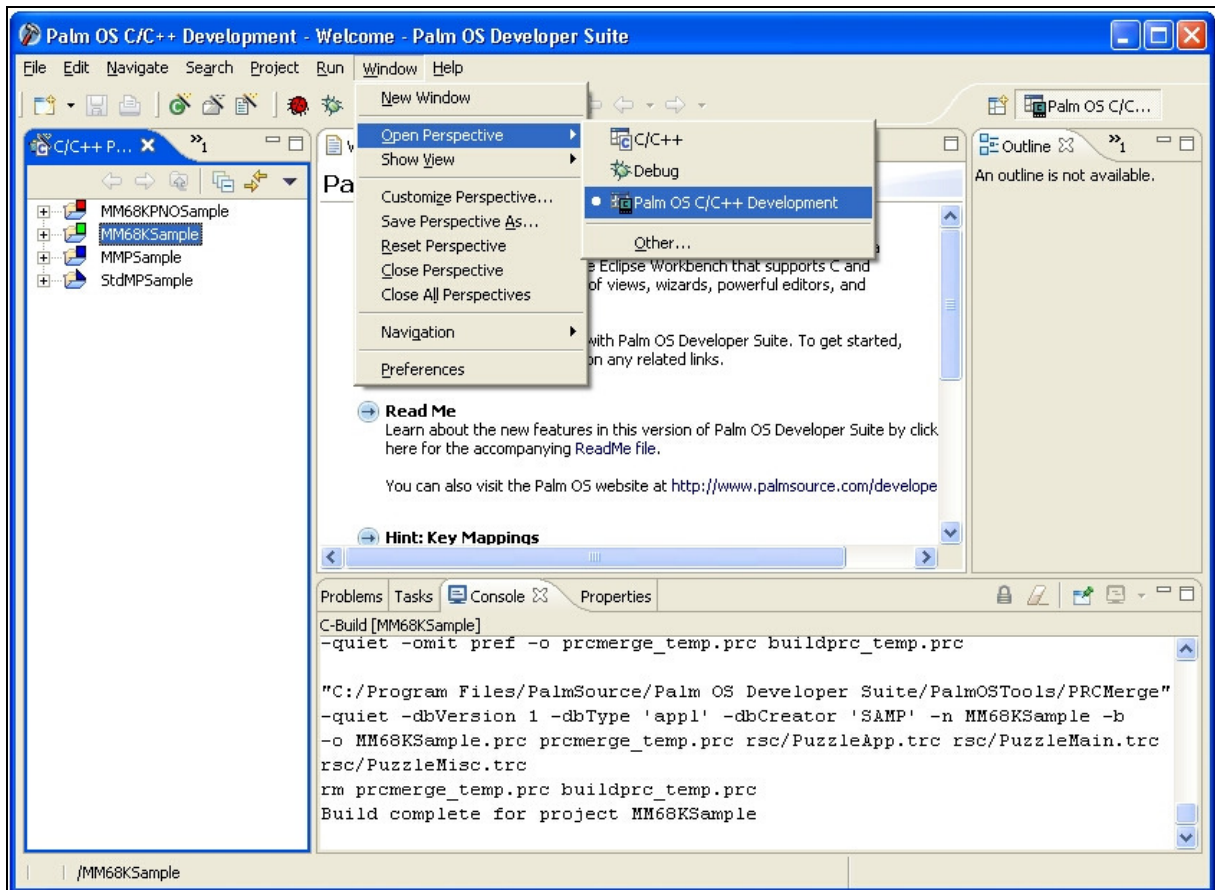 Palm OS C/C++ Development - Welcome - Palm OS Developer Suite
File Edit Navigate Search Project Run Window Help
Palm OS C/C...
C/C++ P...
1
MM68KPNOSample
MM68KSample
MMPSample
StdMPSample
New Window
Open Perspective
Show View
Customize Perspective...
Save Perspective As...
Reset Perspective
Close Perspective
Close All Perspectives
Navigation
Preferences
C/C++
Debug
Palm OS C/C++ Development
Other...
Pa
a
Eclipse Workbench that supports C and
of views, wizards, powerful editors, and
with Palm OS Developer Suite. To get started,
on any related links.
Read Me
Learn about the new features in this version of Palm OS Developer Suite by click
here for the accompanying ReadMe file.
You can also visit the Palm OS website at http://www.palmsource.com/develope
Hint: Key Mappings
Outline
1
An outline is not available.
Problems Tasks Console Properties
C-Build [MM68KSample]
-quiet -omit pref -o prcmerge_temp.prc buildprc_temp.prc
"C:/Program Files/PalmSource/Palm OS Developer Suite/PalmOSTools/PRCMerge"
-quiet -dbVersion 1 -dbType 'appl' -dbCreator 'SAMP' -n MM68KSample -b
-o MM68KSample.prc prcmerge_temp.prc rsc/PuzzleApp.trc rsc/PuzzleMain.trc
rsc/PuzzleMisc.trc
rm prcmerge_temp.prc buildprc_temp.prc
Build complete for project MM68KSample
/MM68KSample